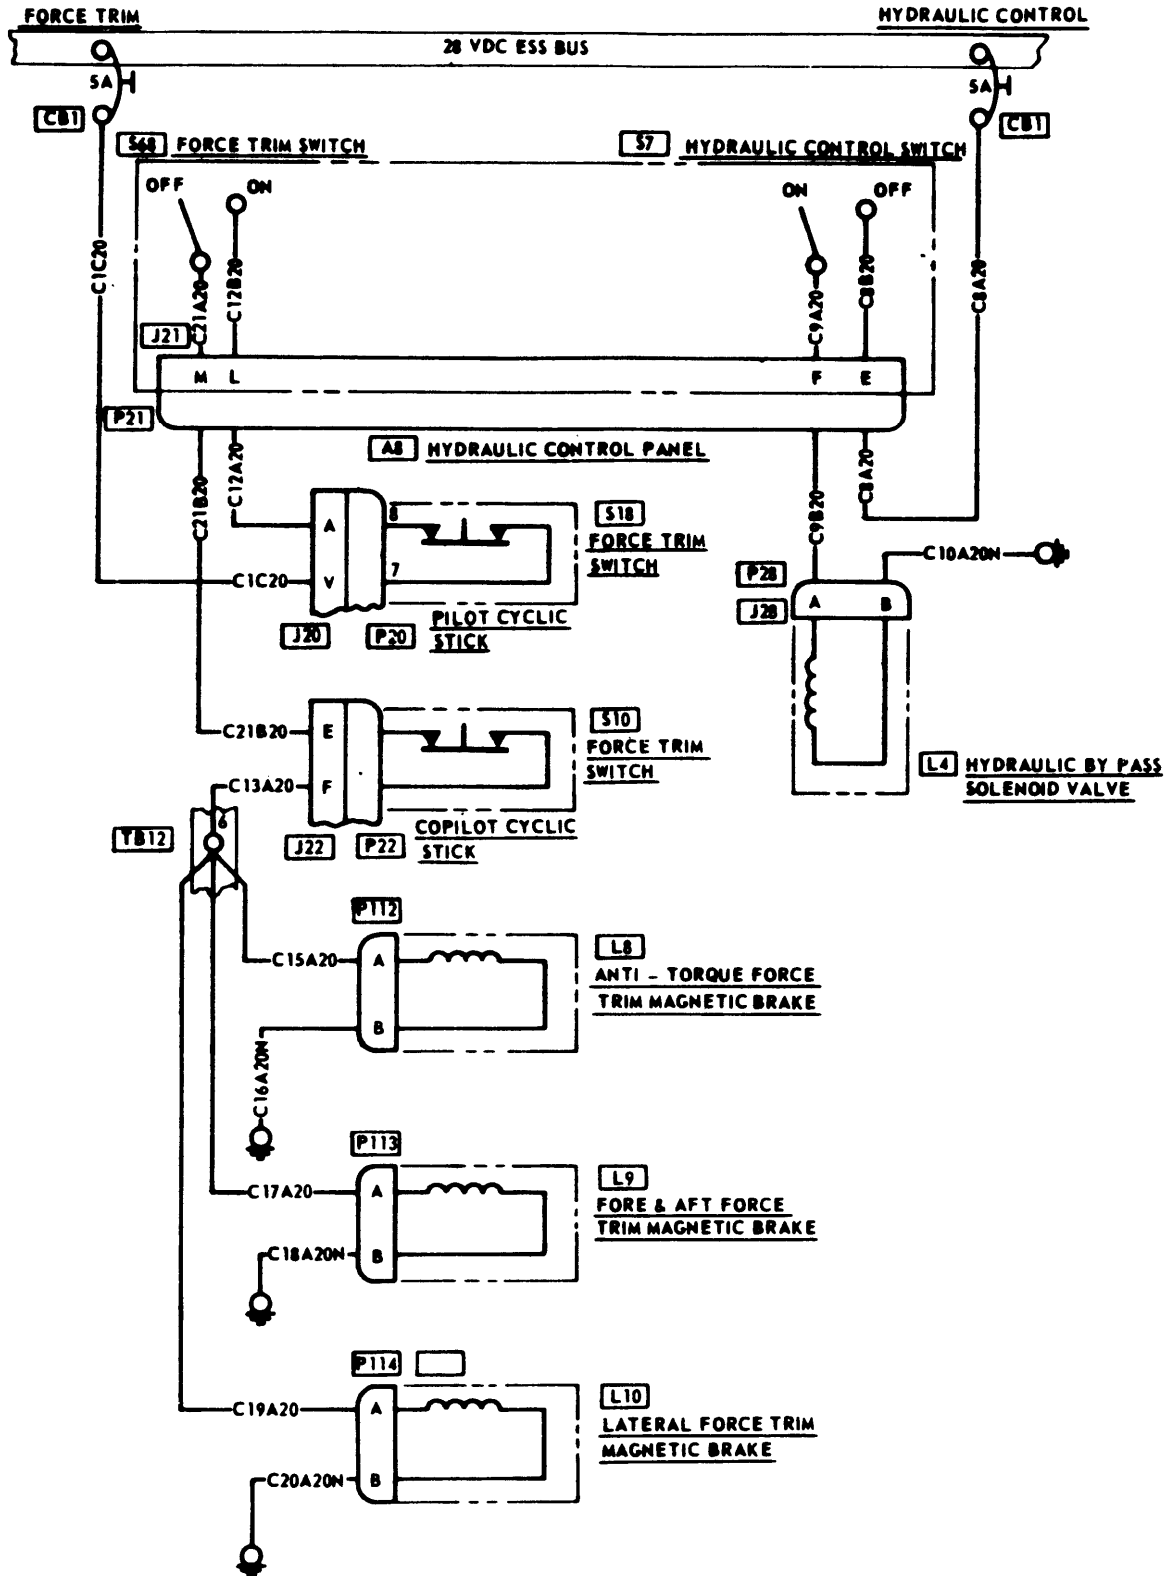 FORCE TRIM
HYDRAULIC CONTROL
28 VDC ESS BUS
5A
5A
CB1
CB1
S68 FORCE TRIM SWITCH
S7 HYDRAULIC CONTROL SWITCH
OFF
ON
ON
OFF
C1C20
C21A20
C12B20
C9A20
C8B20
C8A20
J21
M L
F E
P21
A8 HYDRAULIC CONTROL PANEL
C21B20
C12A20
C9B20
C8A20
A
8
S18
FORCE TRIM
SWITCH
C1C20
V
7
J20
P20
PILOT CYCLIC
STICK
C10A20N
P28
J28
A B
L4 HYDRAULIC BY PASS
SOLENOID VALVE
C21B20
E
S10
FORCE TRIM
SWITCH
C13A20
F
6
TB12
J22
P22
COPILOT CYCLIC
STICK
P112
C15A20
A
L8
ANTI - TORQUE FORCE
TRIM MAGNETIC BRAKE
B
C16A20N
P113
C17A20
A
L9
FORE & AFT FORCE
TRIM MAGNETIC BRAKE
C18A20N
B
P114
C19A20
A
L10
LATERAL FORCE TRIM
MAGNETIC BRAKE
C20A20N
B